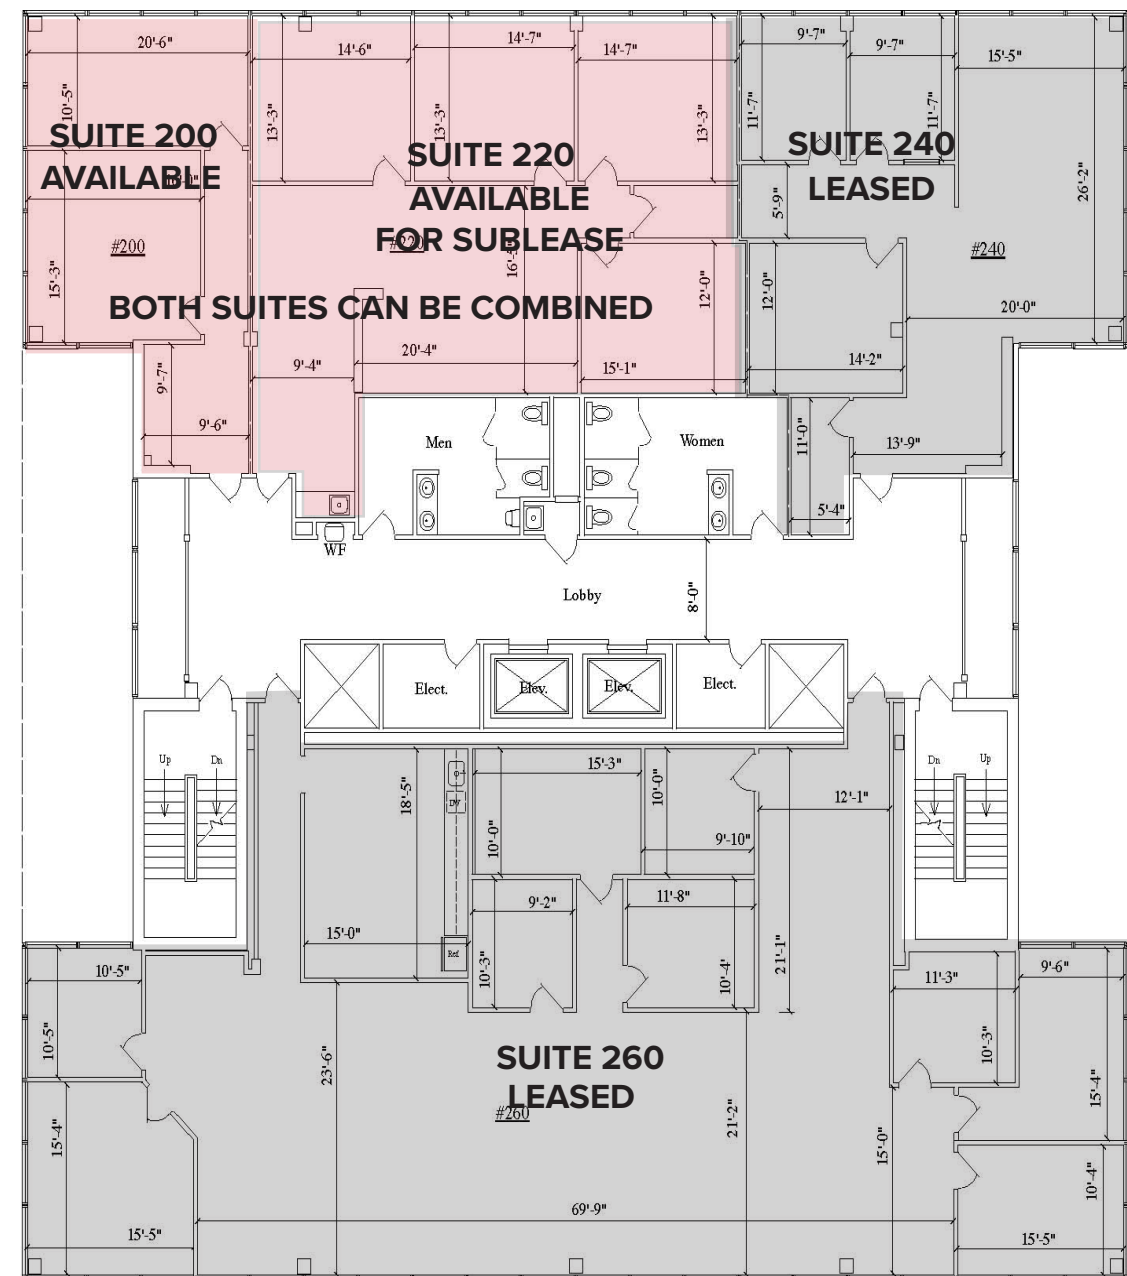 20'-6"
14'-6"
14'-7"
14'-7"
9'-7"
9'-7"
15'-5"
10'-5"
13'-3"
13'-3"
13'-3"
11'-7"
11'-7"
SUITE 200
AVAILABLE
SUITE 220
AVAILABLE
FOR SUBLEASE
SUITE 240
LEASED
26'-2"
5'-9"
#200
#240
15'-3"
12'-0"
12'-0"
BOTH SUITES CAN BE COMBINED
20'-0"
9'-4"
20'-4"
15'-1"
14'-2"
9'-7"
9'-6"
Men
Women
11'-0"
13'-9"
5'-4"
WF
Lobby
8'-0"
Elect.
Elev.
Elev.
Elect.
Up
Dn
Dn
Up
18'-5"
DW
15'-3"
10'-0"
10'-0"
9'-10"
12'-1"
15'-0"
Ref
9'-2"
10'-3"
11'-8"
10'-4'
21'-1"
10'-5"
10'-5"
11'-3"
10'-3"
9'-6"
15'-4"
23'-6"
SUITE 260
LEASED
#260
21'-2"
15'-4"
15'-0"
10'-4"
69'-9"
15'-5"
15'-5"